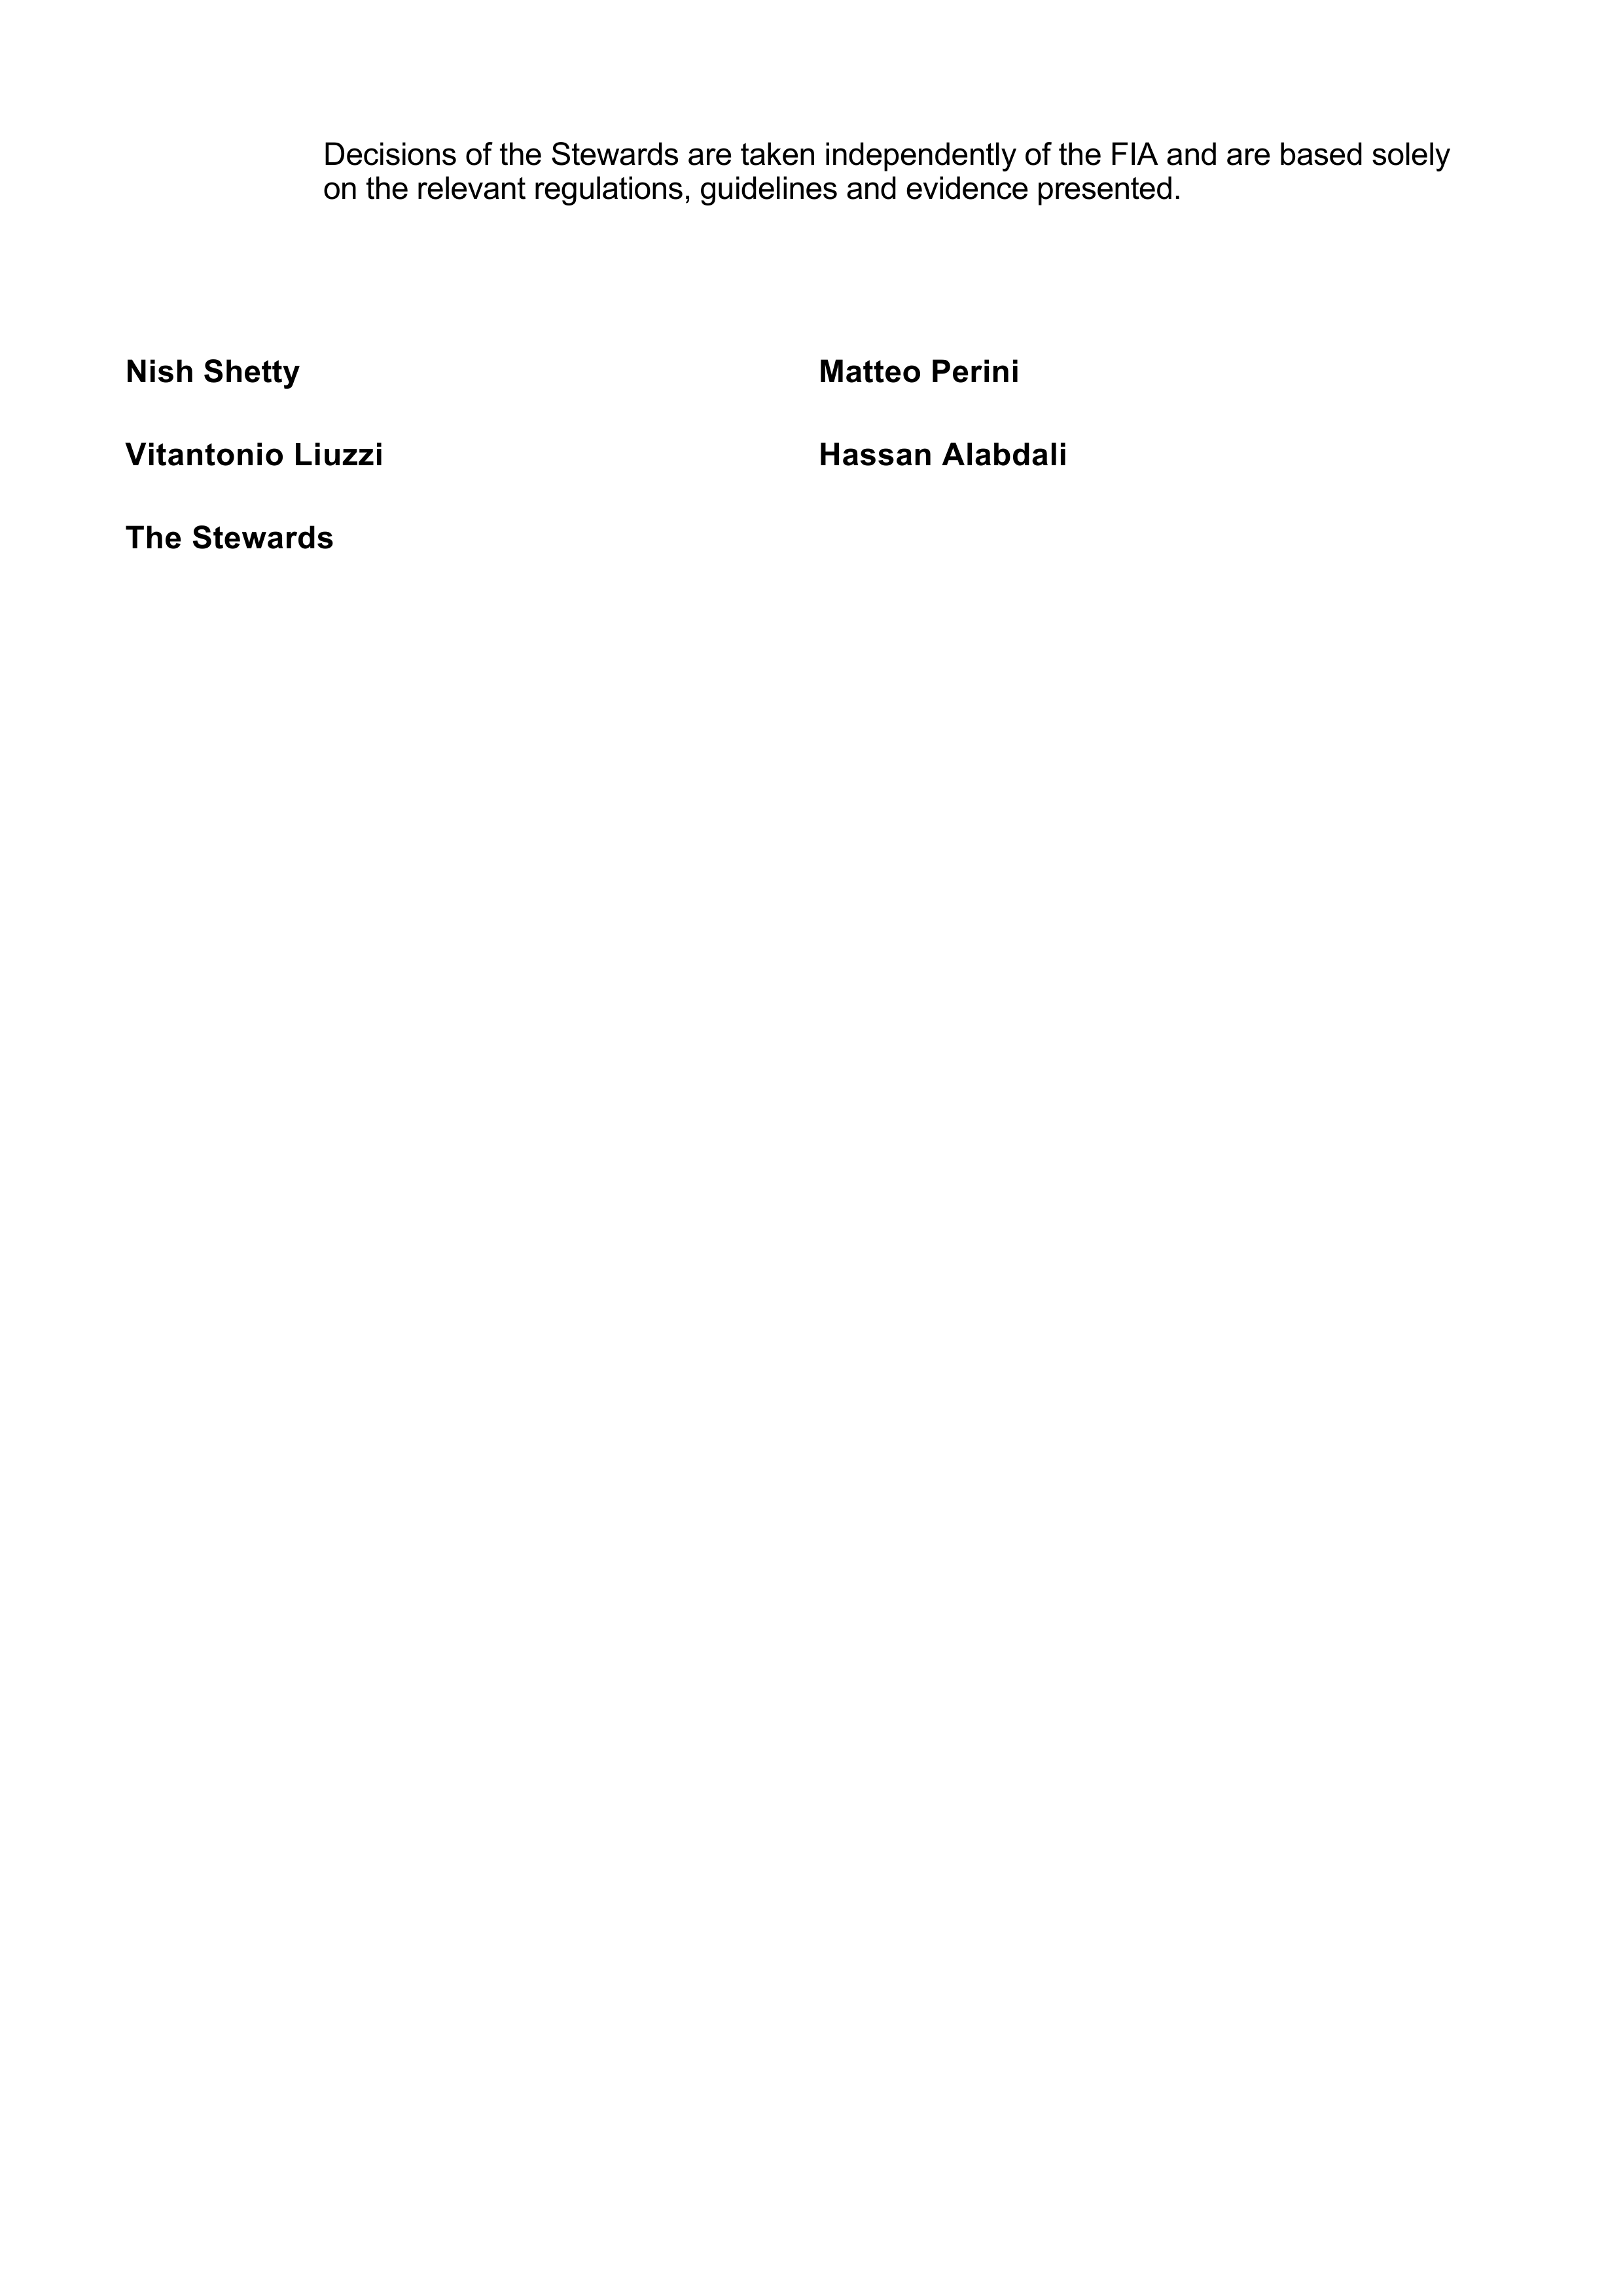 Decisions of the Stewards are taken independently of the FIA and are based solely
on the relevant regulations, guidelines and evidence presented.
Nish Shetty
Matteo Perini
Vitantonio Liuzzi
Hassan Alabdali
The Stewards